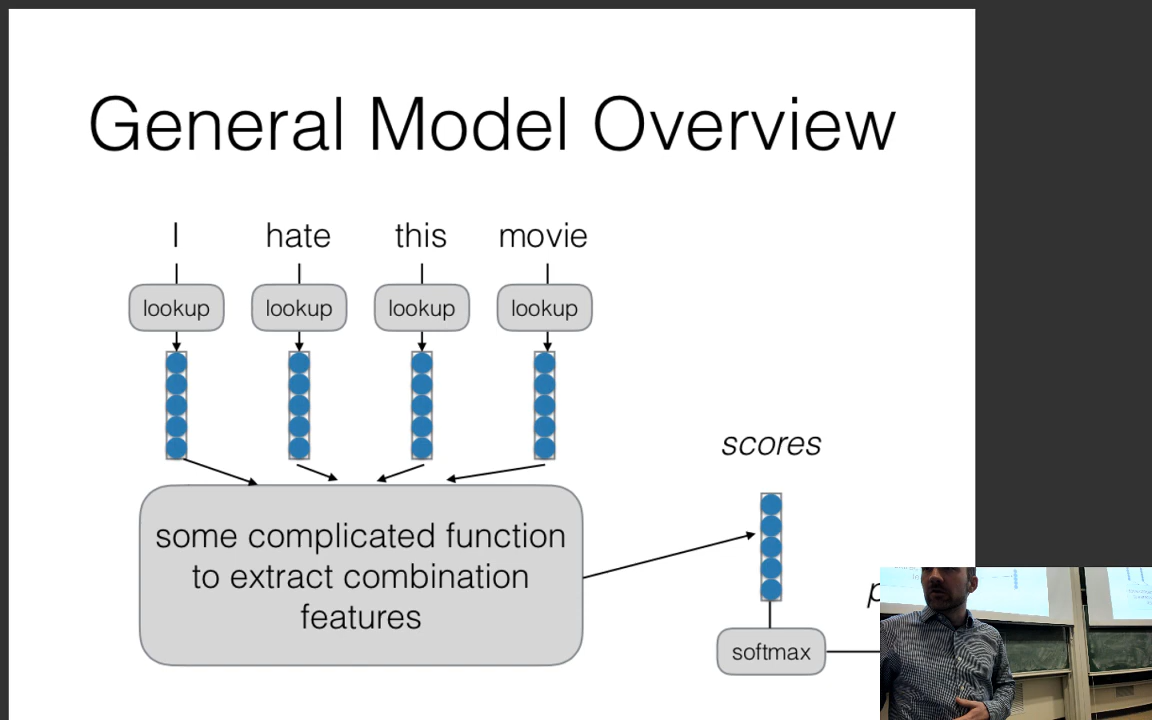 General Model Overview
I hate this movie
lookup lookup lookup lookup
scores
some complicated function
to extract combination
features
softmax